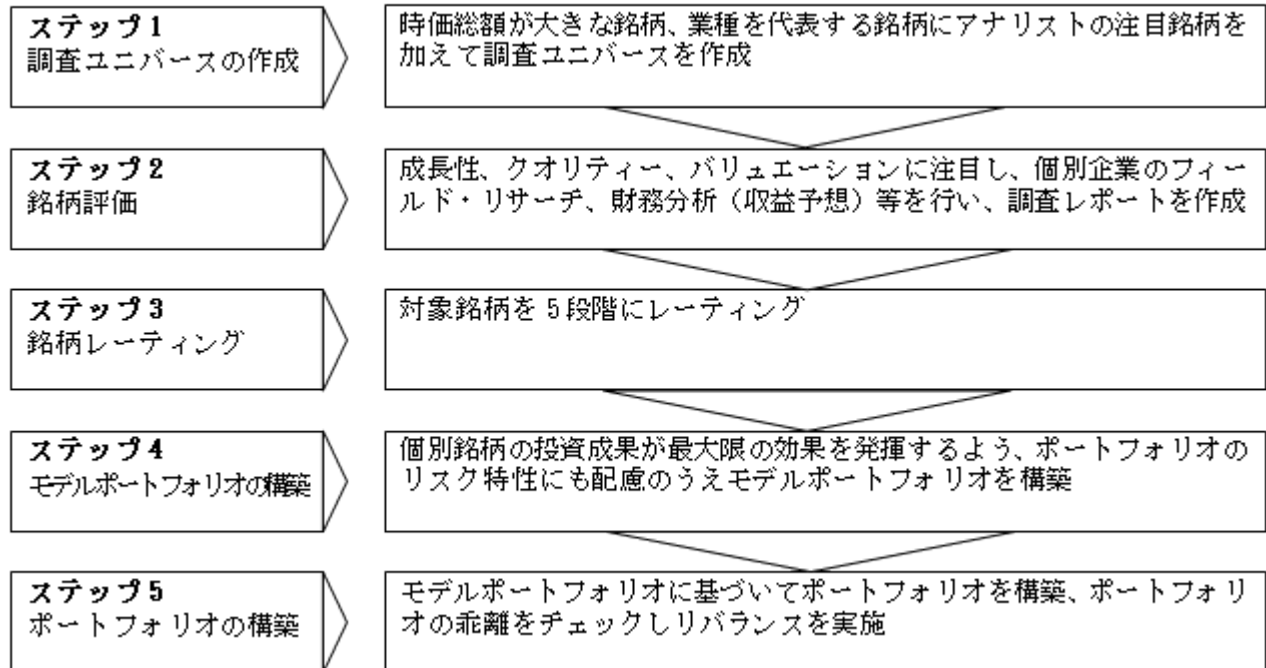 ステップ1
調査ユニバースの作成
時価総額が大きな銘柄、業種を代表する銘柄にアナリストの注目銘柄を
加えて調査ユニバースを作成
ステップ2
銘柄評価
成長性、クオリティー、バリュエーションに注目し、個別企業のフィー
ルド・リサーチ、財務分析（収益予想）等を行い、調査レポートを作成
ステップ3
銘柄レーティング
対象銘柄を5段階にレーティング
ステップ4
モデルポートフォリオの構築
個別銘柄の投資成果が最大限の効果を発揮するよう、ポートフォリオの
リスク特性にも配慮のうえモデルポートフォリオを構築
ステップ5
ポートフォリオの構築
モデルポートフォリオに基づいてポートフォリオを構築、ポートフォリ
オの乖離をチェックしリバランスを実施